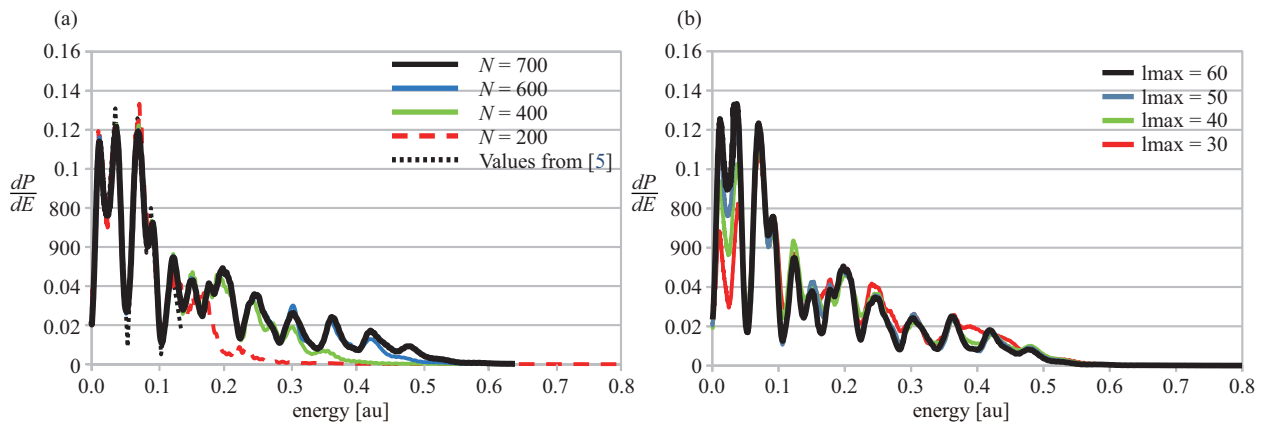 (a)
0.16
0.14
0.12
0.1
800
900
0.04
0.02
0
dP
dE
0.0 0.1 0.2 0.3 0.4 0.5 0.6 0.7 0.8
energy [au]
N = 700
N = 600
N = 400
N = 200
Values from [5]
(b)
0.16
0.14
0.12
0.1
800
900
0.04
0.02
0
dP
dE
0.0 0.1 0.2 0.3 0.4 0.5 0.6 0.7 0.8
energy [au]
lmax = 60
lmax = 50
lmax = 40
lmax = 30